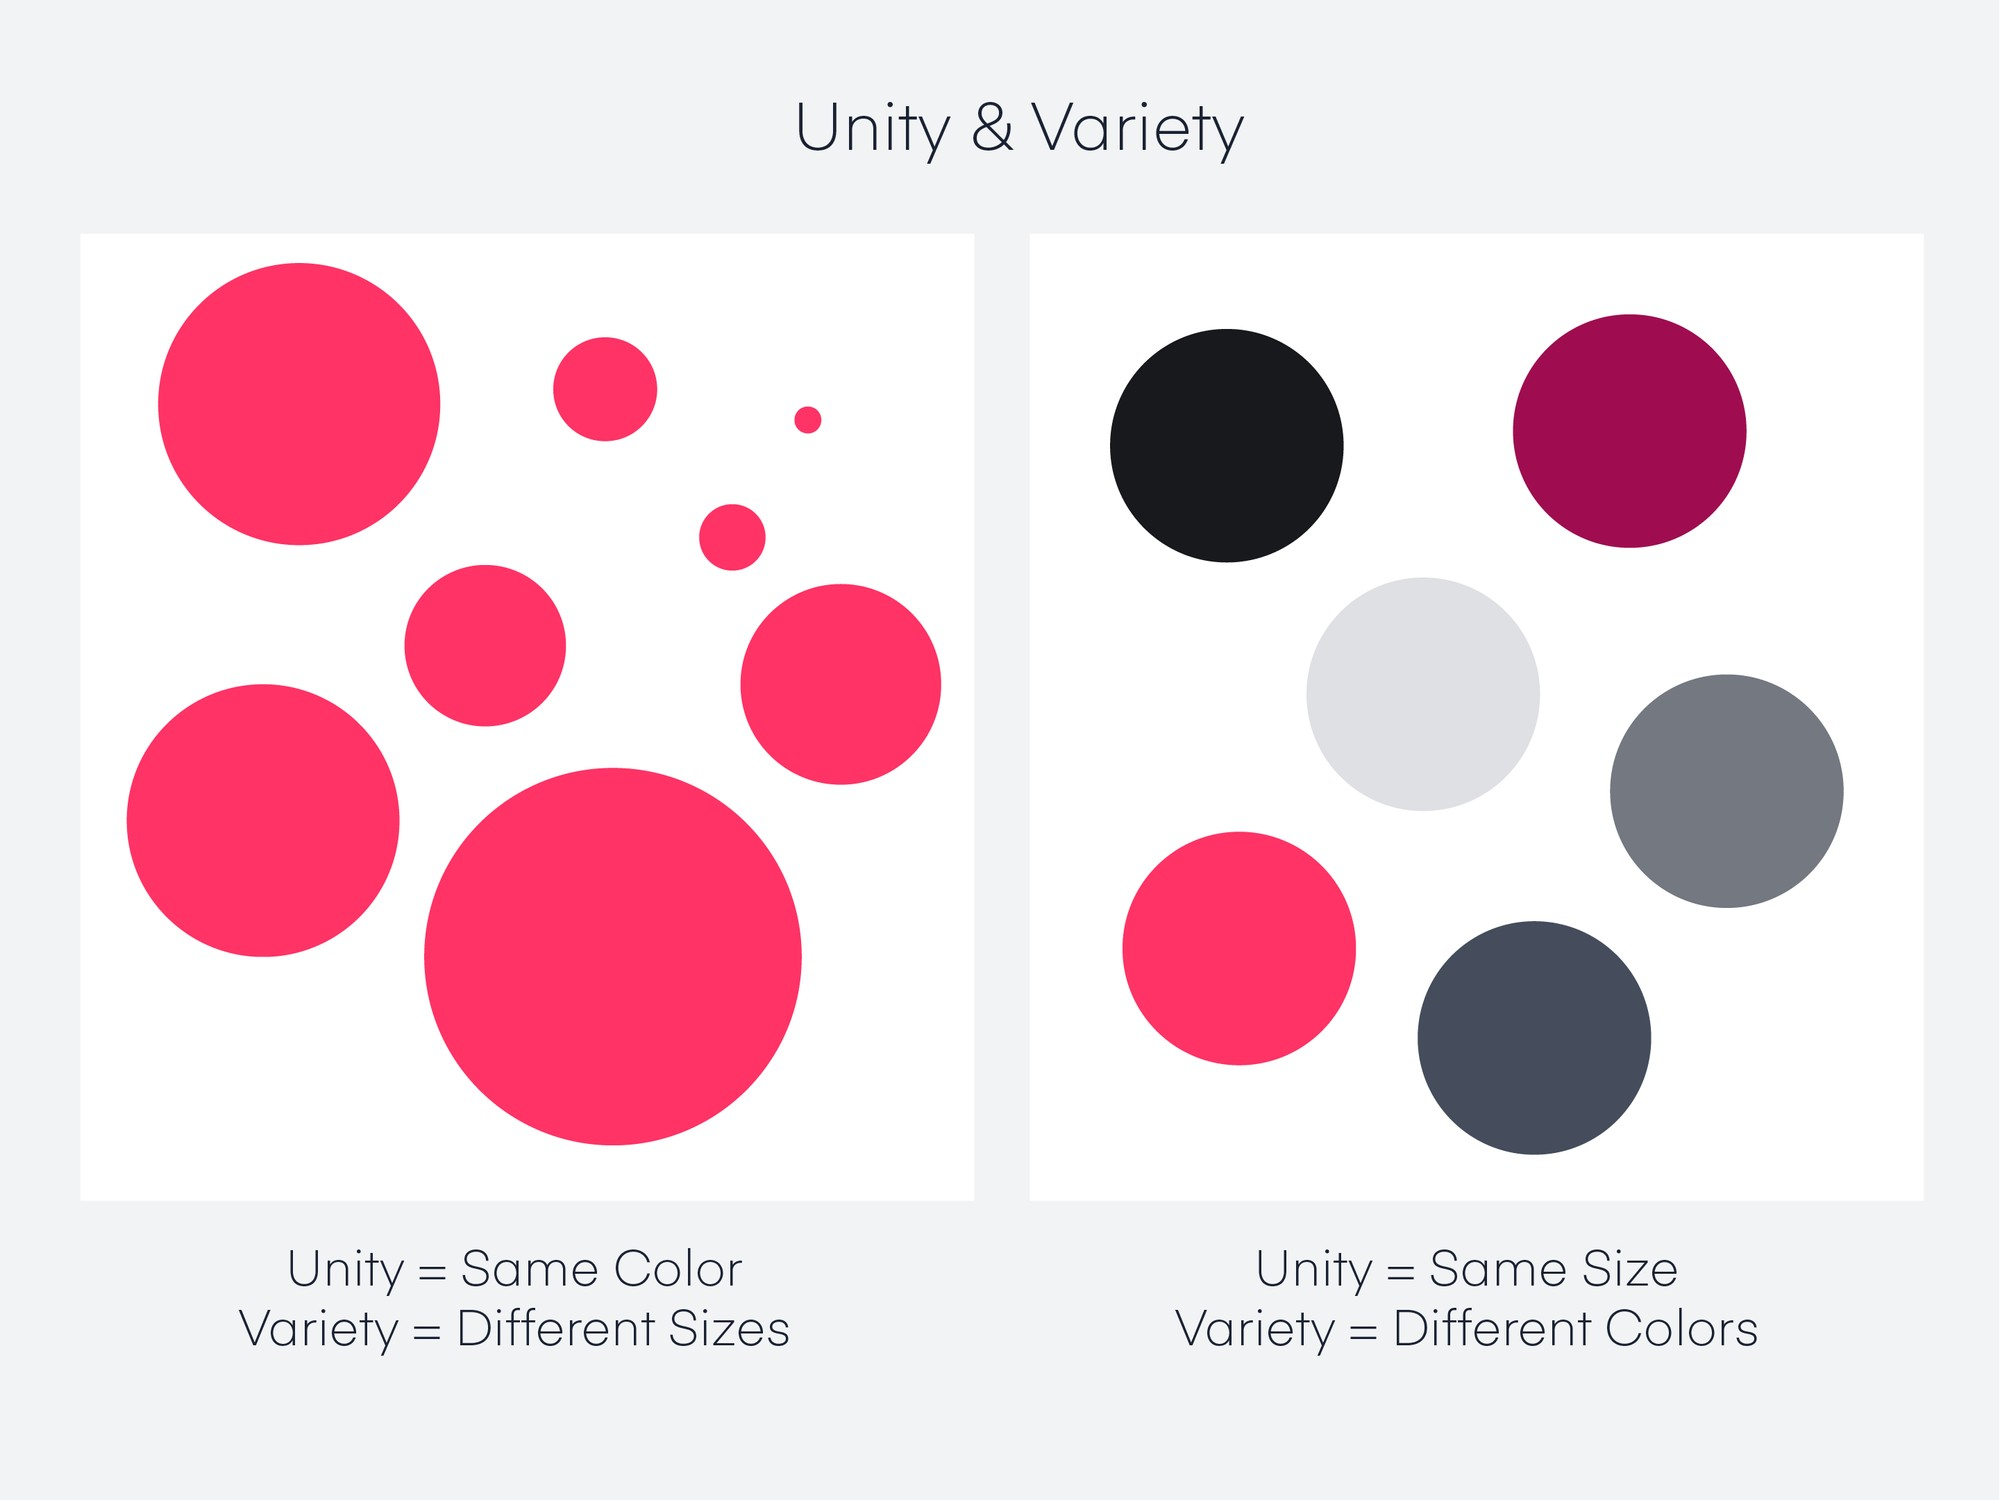 Unity & Variety
Unity = Same Color
Variety = Different Sizes
Unity = Same Size
Variety = Different Colors